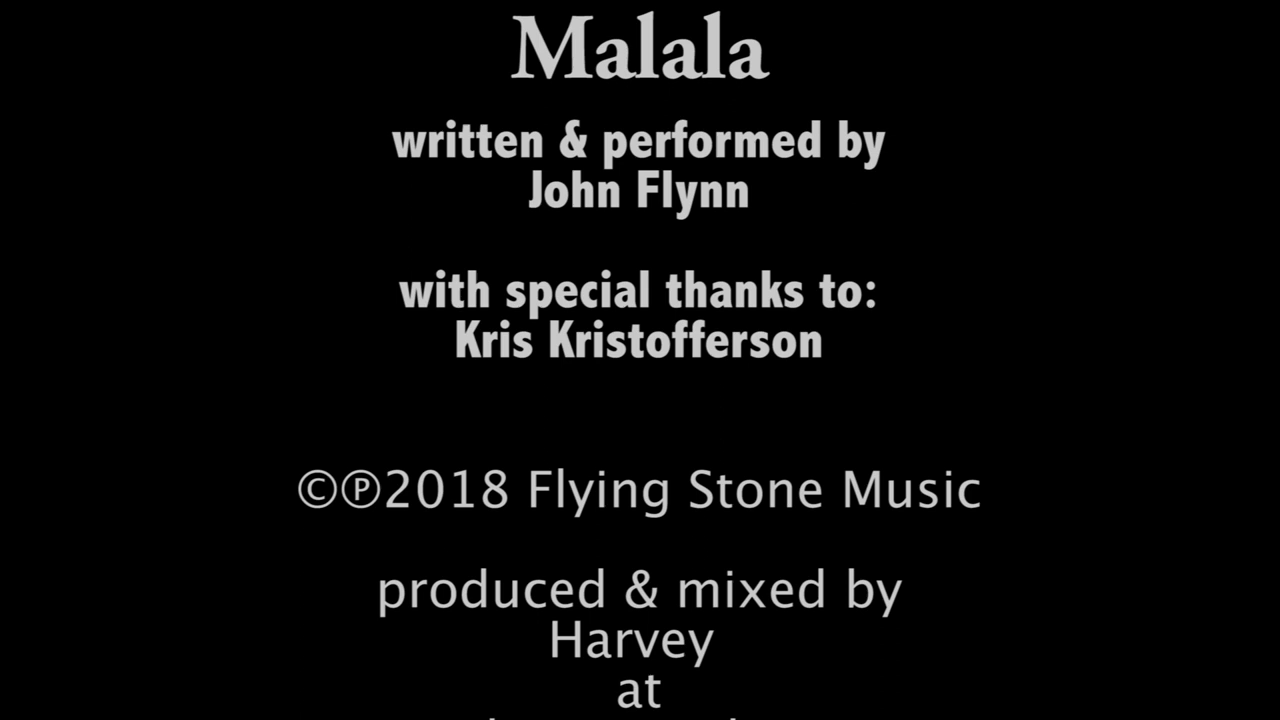 Malala
written & performed by
John Flynn
with special thanks to:
Kris Kristofferson
©℗2018 Flying Stone Music
produced & mixed by
Harvey
at